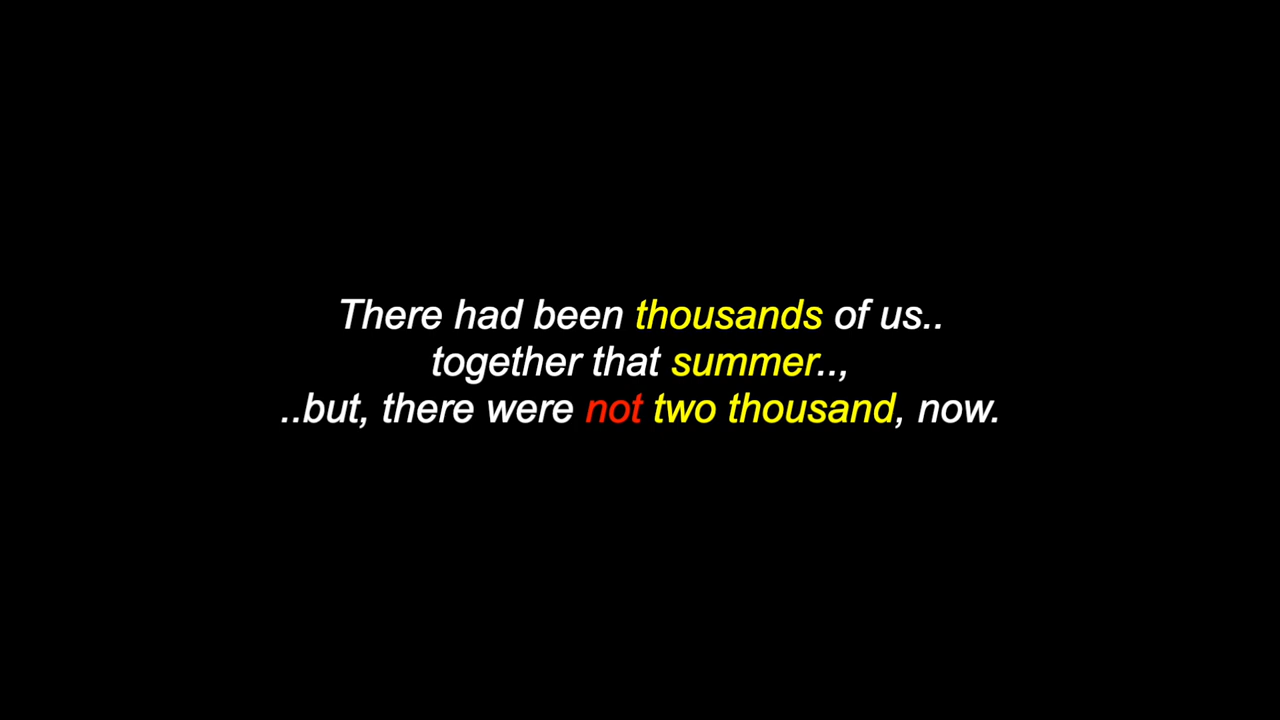 There had been thousands of us..
together that summer..,
..but, there were not two thousand, now.